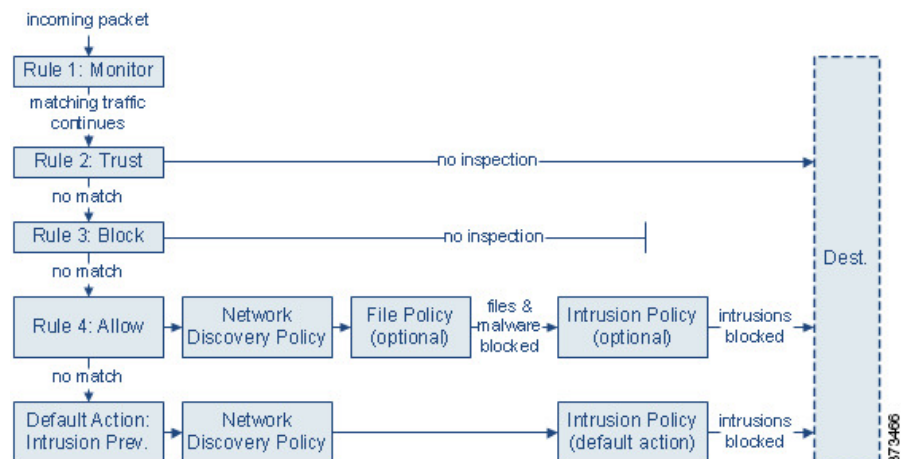 incoming packet
Rule 1: Monitor
matching traffic
continues
Rule 2: Trust
no inspection
no match
Rule 3: Block
no inspection
no match
Rule 4: Allow
Network
Discovery Policy
File Policy
(optional)
files &
malware
blocked
Intrusion Policy
(optional)
intrusions
blocked
no match
Default Action:
Intrusion Prev.
Network
Discovery Policy
Intrusion Policy
(default action)
intrusions
blocked
Dest.
373466